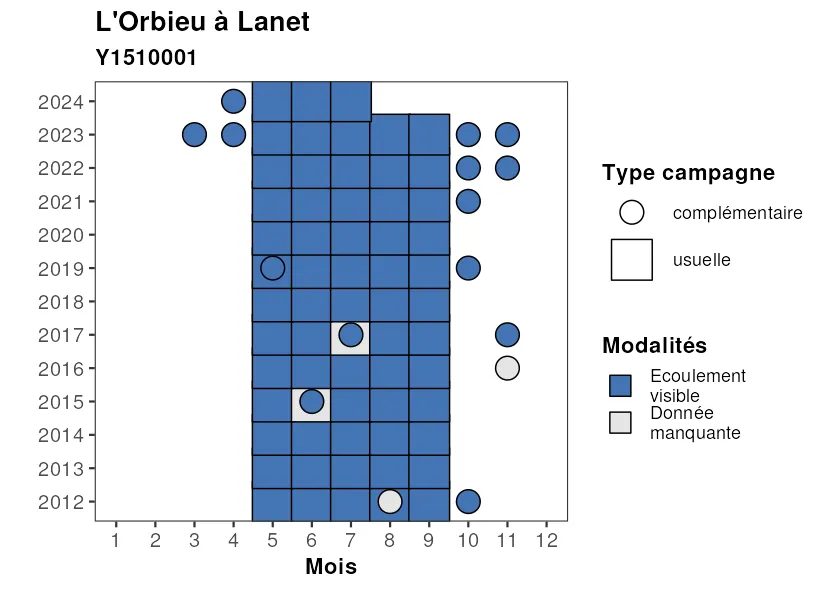 L'Orbieu à Lanet
Y1510001
2024
2023
2022
2021
2020
2019
2018
2017
2016
2015
2014
2013
2012
1 2 3 4 5 6 7 8 9 10 11 12
Mois
Type campagne
complémentaire
usuelle
Modalités
Ecoulement
visible
Donnée
manquante